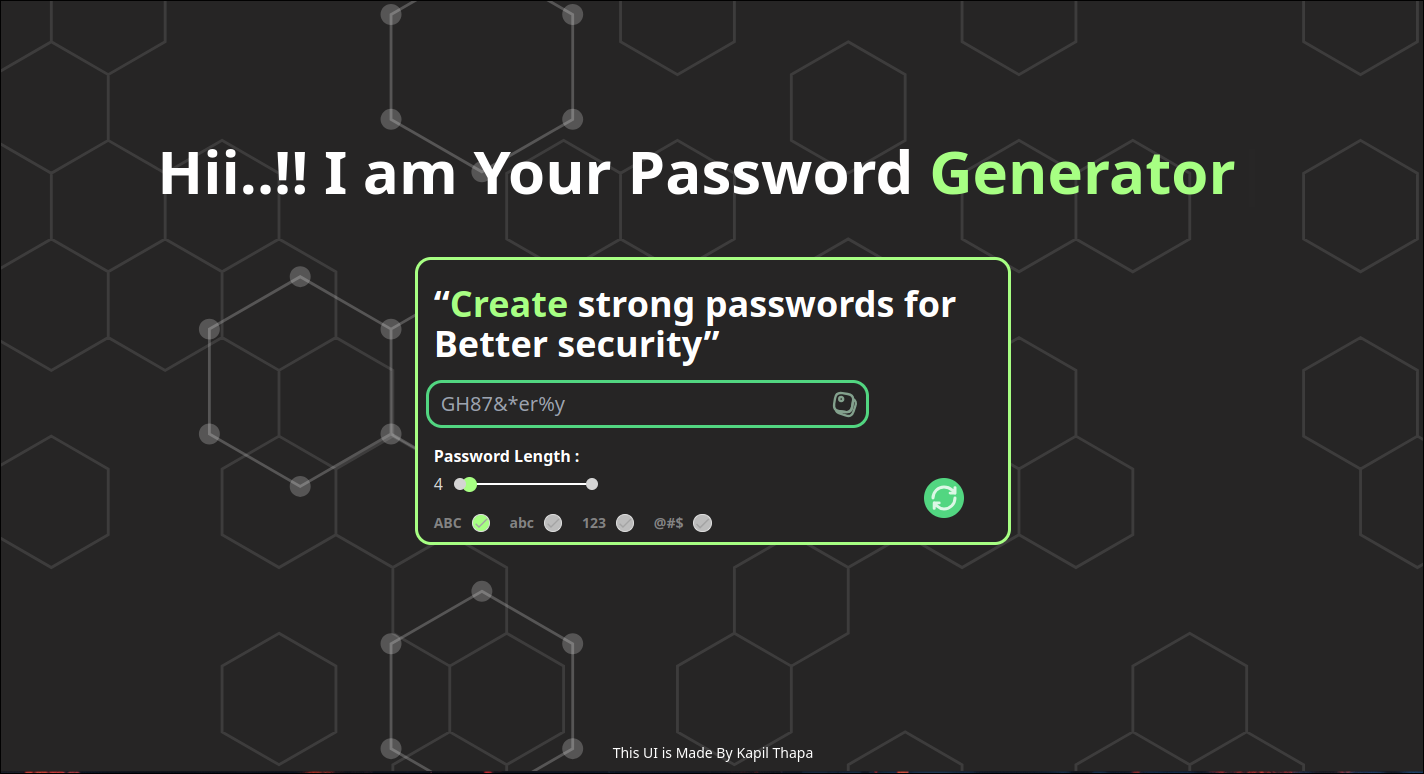 Hii..!! I am Your Password Generator
“Create strong passwords for
Better security”
GH87&*er%y
Password Length :
4
ABC abc 123 @#$
This UI is Made By Kapil Thapa